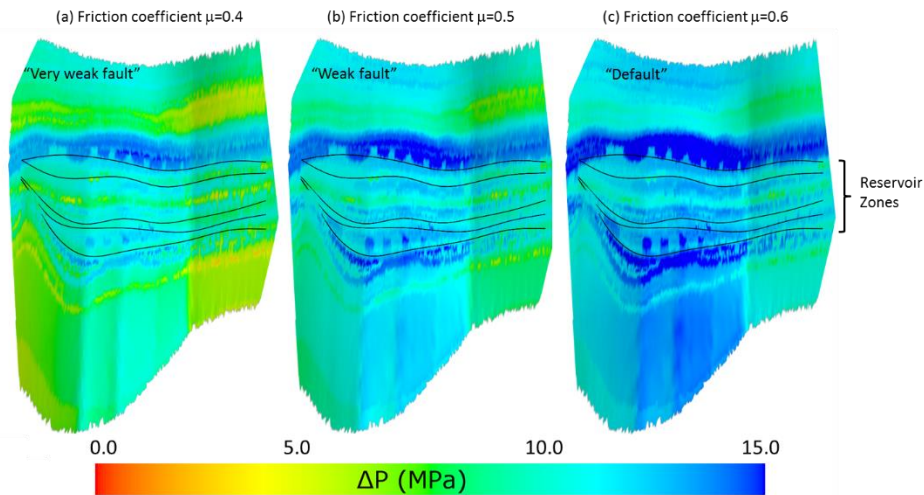 (a) Friction coefficient μ=0.4
(b) Friction coefficient μ=0.5
(c) Friction coefficient μ=0.6
“Very weak fault”
“Weak fault”
“Default”
Reservoir
Zones
0.0
5.0
10.0
15.0
ΔP (MPa)